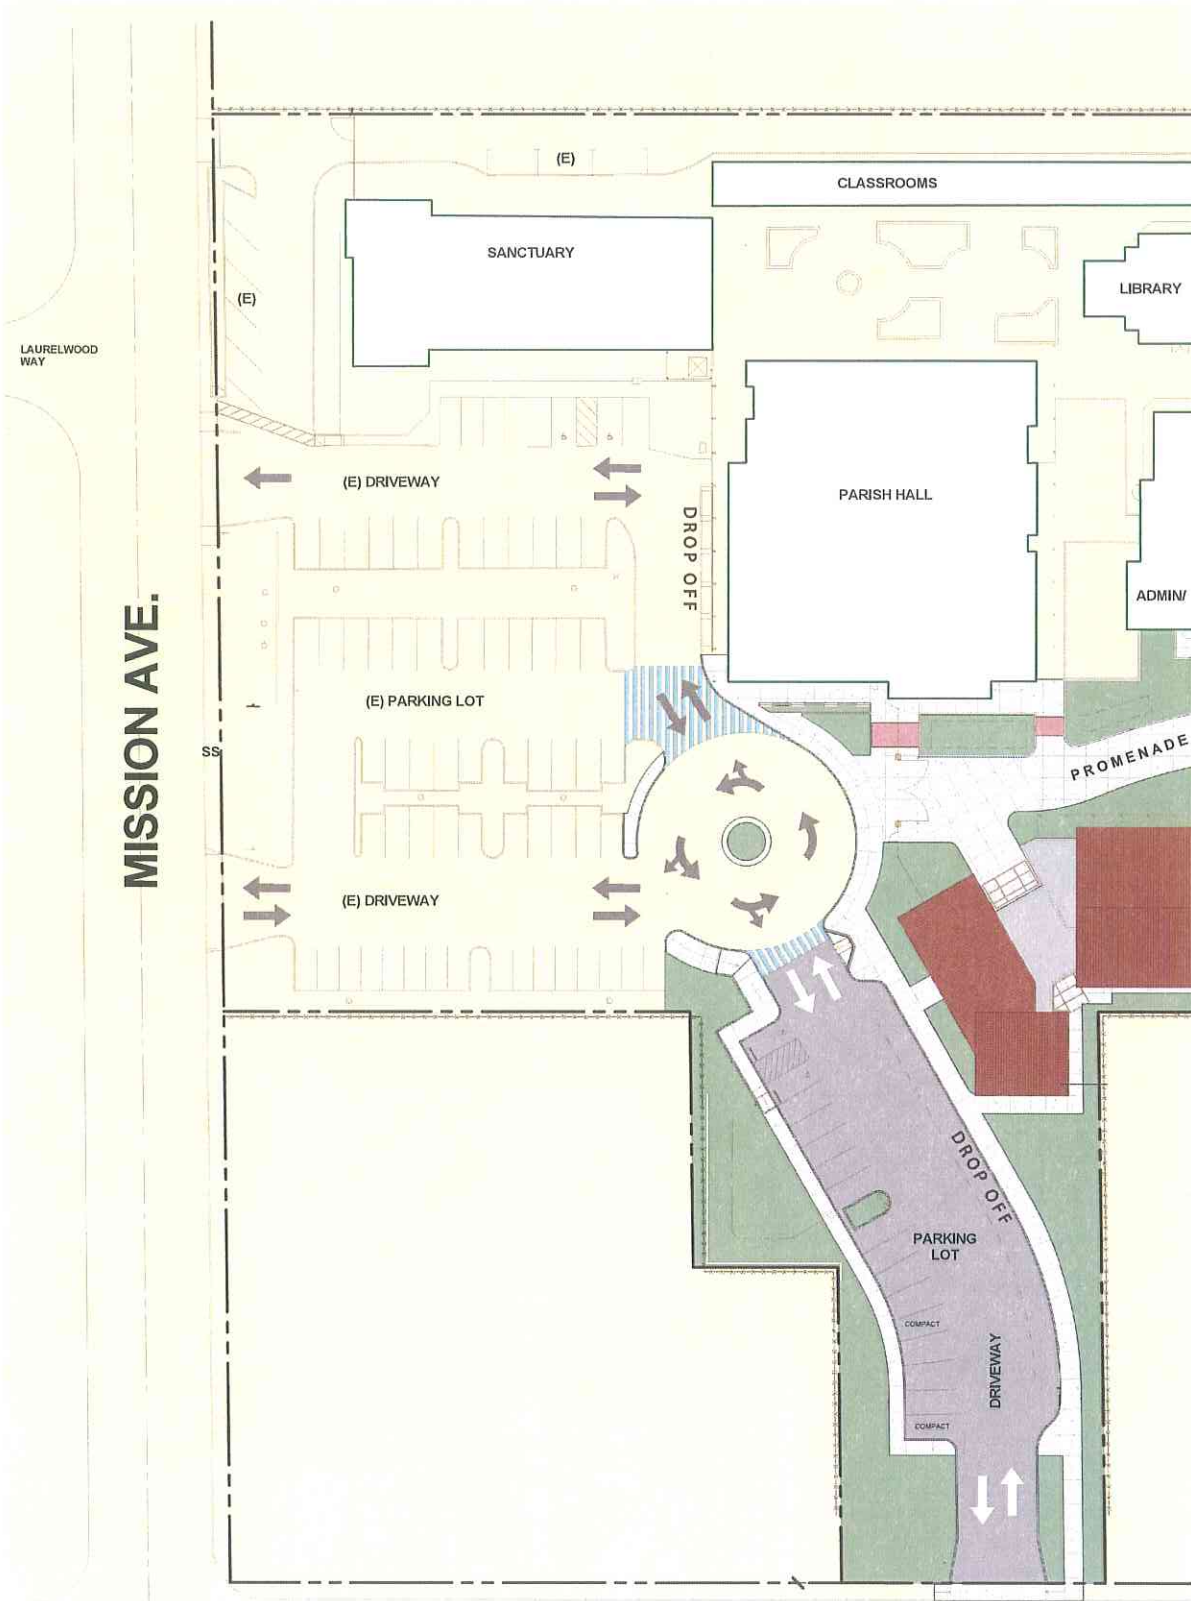 (E)
CLASSROOMS
SANCTUARY
LIBRARY
(E)
LAURELWOOD
WAY
(E) DRIVEWAY
PARISH HALL
DROP OFF
ADMIN/
MISSION AVE.
(E) PARKING LOT
SS
PROMENADE
(E) DRIVEWAY
DROP OFF
PARKING
LOT
COMPACT
DRIVEWAY
COMPACT